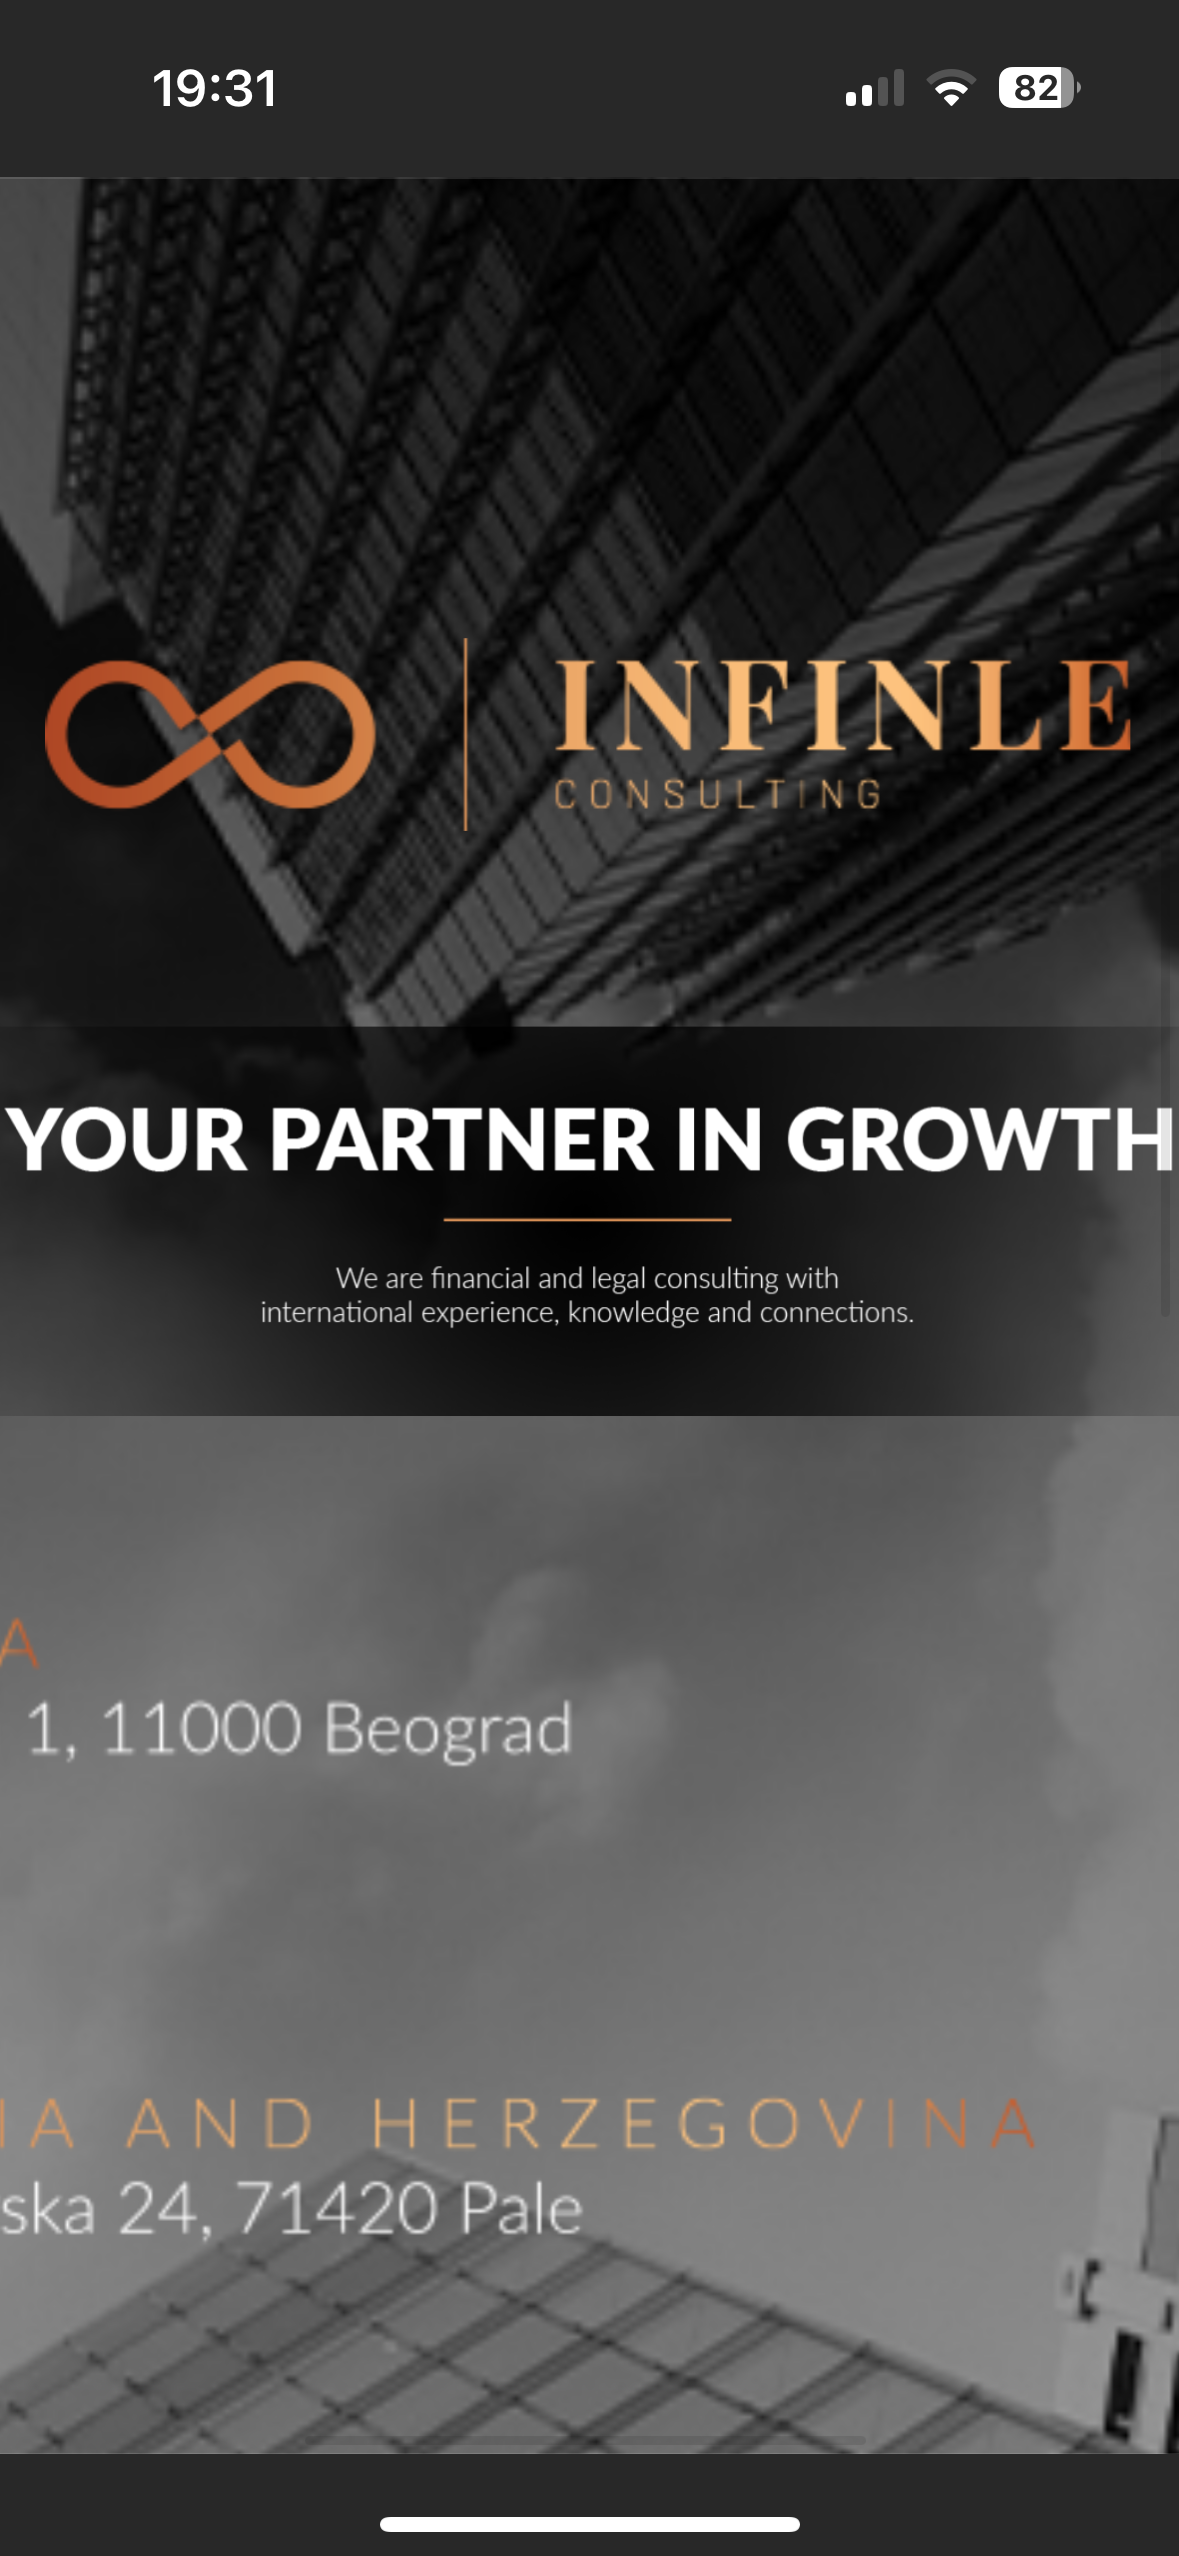 19:31
82
INFINLE
CONSULTING
YOUR PARTNER IN GROWTH
We are financial and legal consulting with
international experience, knowledge and connections.
A
1, 11000 Beograd
IA AND HERZEGOVINA
ska 24, 71420 Pale